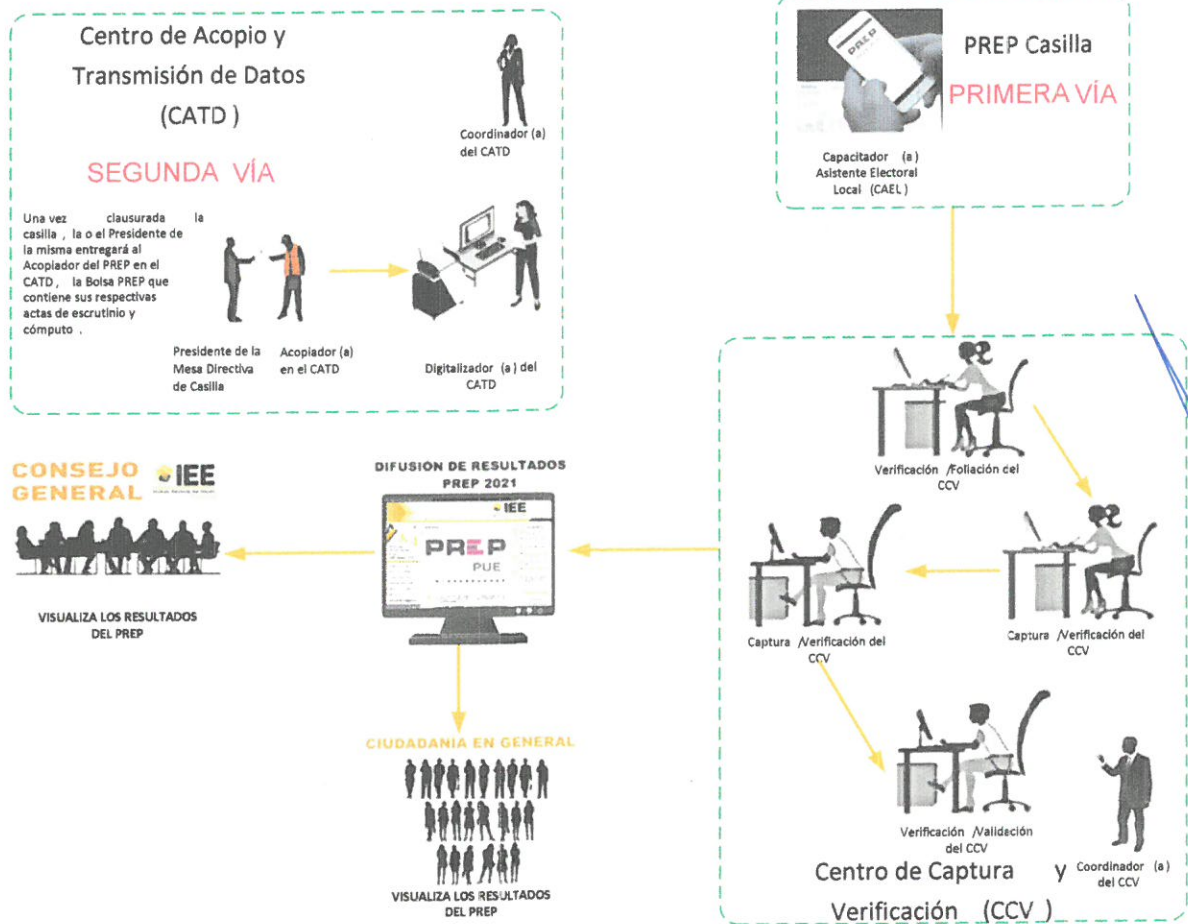 Centro de Acopio y
Transmisión de Datos
(CATD )
SEGUNDA VÍA
Coordinador (a)
del CATD
Una vez clausurada la
casilla , la o el Presidente de
la misma entregará al
Acopiador del PREP en el
CATD , la Bolsa PREP que
contiene sus respectivas
actas de escrutinio y
cómputo .
Presidente de la
Mesa Directiva
de Casilla
Acopiador (a)
en el CATD
Digitalizador (a) del
CATD
PREP
PREP Casilla
PRIMERA VÍA
Capacitador (a)
Asistente Electoral
Local (CAEL )
Verificación /Foliación del
CCV
Captura /Verificación del
CCV
Captura /Verificación del
CCV
Verificación /Validación
del CCV
Coordinador (a)
del CCV
Centro de Captura y
Verificación (CCV )
DIFUSIÓN DE RESULTADOS
PREP 2021
IEE
PREP
PUE
CONSEJO
GENERAL
IEE
VISUALIZA LOS RESULTADOS
DEL PREP
CIUDADANÍA EN GENERAL
VISUALIZA LOS RESULTADOS
DEL PREP